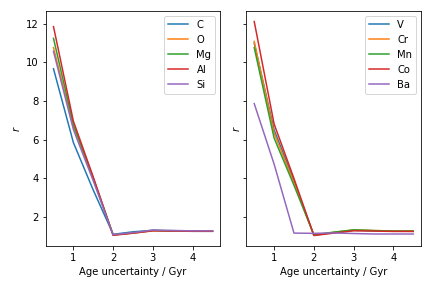 12
10
8
6
4
2
r
1
2
3
4
Age uncertainty / Gyr
C
O
Mg
Al
Si
r
1
2
3
4
Age uncertainty / Gyr
V
Cr
Mn
Co
Ba